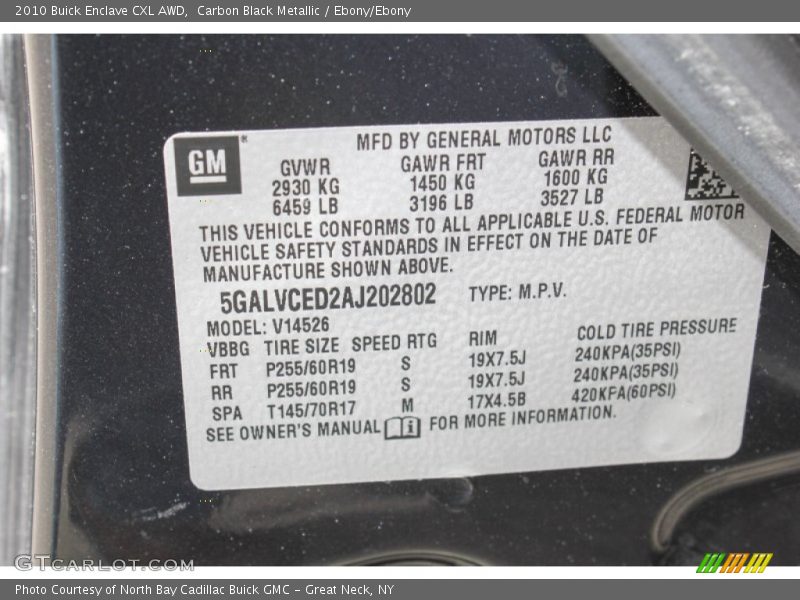 2010 Buick Enclave CXL AWD,  Carbon Black Metallic / Ebony/Ebony
GM
MFD BY GENERAL MOTORS LLC
GVWR GAWR FRT GAWR RR
2930 KG 1450 KG 1600 KG
6459 LB 3196 LB 3527 LB
THIS VEHICLE CONFORMS TO ALL APPLICABLE U.S. FEDERAL MOTOR
VEHICLE SAFETY STANDARDS IN EFFECT ON THE DATE OF
MANUFACTURE SHOWN ABOVE.
5GALVCED2AJ202802 TYPE: M.P.V.
MODEL: V14526
VBBG TIRE SIZE SPEED RTG RIM COLD TIRE PRESSURE
FRT P255/60R19 S 19X7.5J 240KPA(35PSI)
RR P255/60R19 S 19X7.5J 240KPA(35PSI)
SPA T145/70R17 M 17X4.5B 420KPA(60PSI)
SEE OWNER'S MANUAL i FOR MORE INFORMATION.
GTCARLOT.COM
Photo Courtesy of North Bay Cadillac Buick GMC - Great Neck, NY